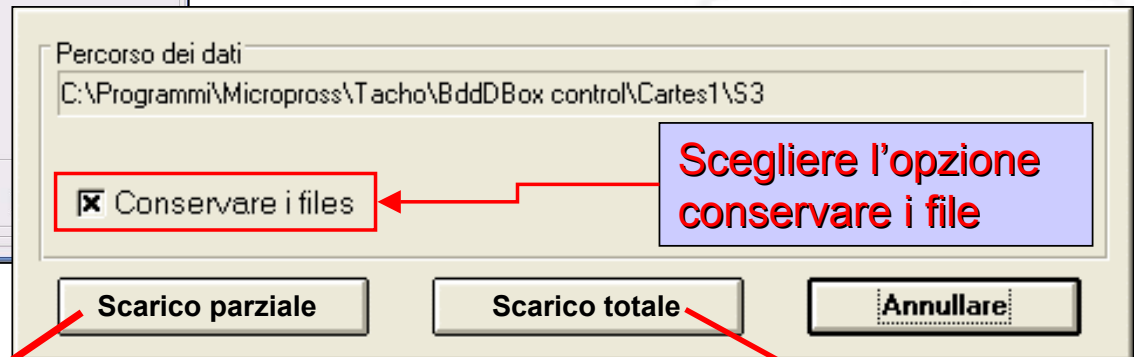 Percorso dei dati
C:\Programmi\Micropross\Tacho\BddDBox control\Cartes1\S3
Scegliere l'opzione
conservare i file
Conservare i files
Scarico parziale
Scarico totale
Annullare